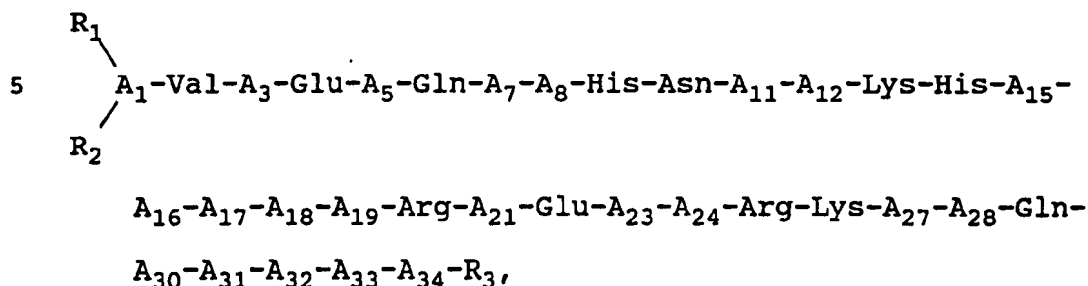 R₁
5 A₁-Val-A₃-Glu-A₅-Gln-A₇-A₈-His-Asn-A₁₁-A₁₂-Lys-His-A₁₅-
R₂
A₁₆-A₁₇-A₁₈-A₁₉-Arg-A₂₁-Glu-A₂₃-A₂₄-Arg-Lys-A₂₇-A₂₈-Gln-
A₃₀-A₃₁-A₃₂-A₃₃-A₃₄-R₃,